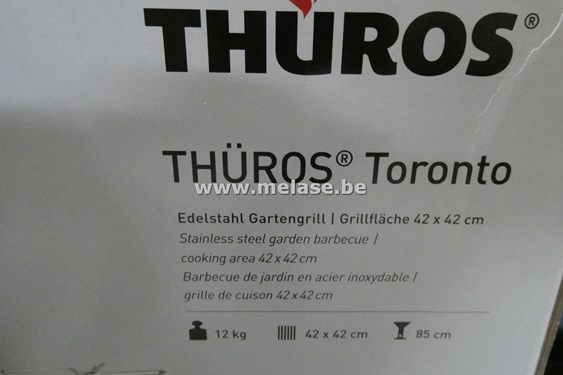 THÜROS®
THÜROS® Toronto
www.melase.be
Edelstahl Gartengrill | Grillfläche 42 x 42 cm
Stainless steel garden barbecue /
cooking area 42 x 42 cm
Barbecue de jardin en acier inoxydable /
grille de cuison 42 x 42 cm
12 kg 42 x 42 cm 85 cm